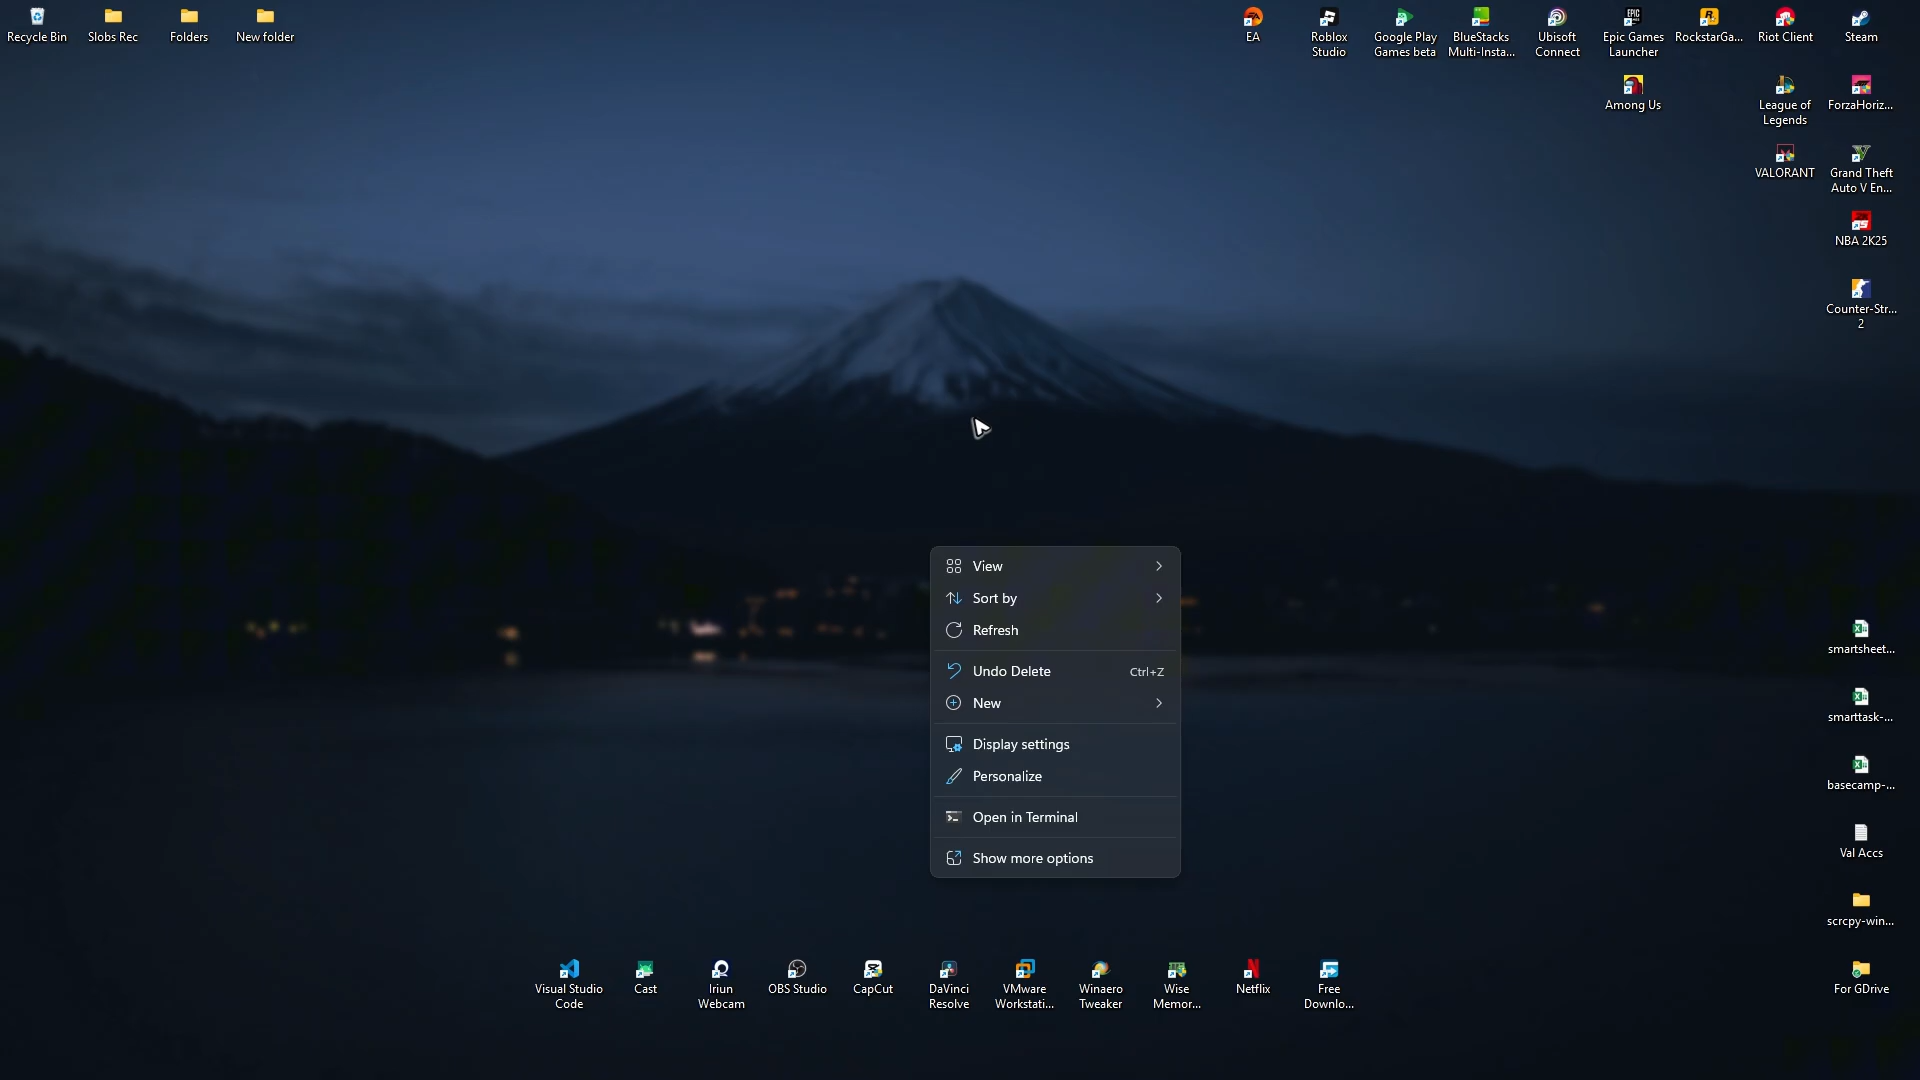 Recycle Bin
Slobs Rec
Folders
New folder
EA
Roblox
Studio
Google Play
Games beta
BlueStacks
Multi-Insta...
Ubisoft
Connect
Epic Games
Launcher
RockstarGa...
Riot Client
Steam
Among Us
League of
Legends
ForzaHoriz...
VALORANT
Grand Theft
Auto V En...
NBA 2K25
Counter-Str...
2
View
Sort by
Refresh
Undo Delete Ctrl+Z
New
Display settings
Personalize
Open in Terminal
Show more options
smartsheet...
smarttask-...
basecamp-...
Val Accs
scrcpy-win...
For GDrive
Visual Studio
Code
Cast
Iriun
Webcam
OBS Studio
CapCut
DaVinci
Resolve
VMware
Workstati...
Winaero
Tweaker
Wise
Memor...
Netflix
Free
Downlo...